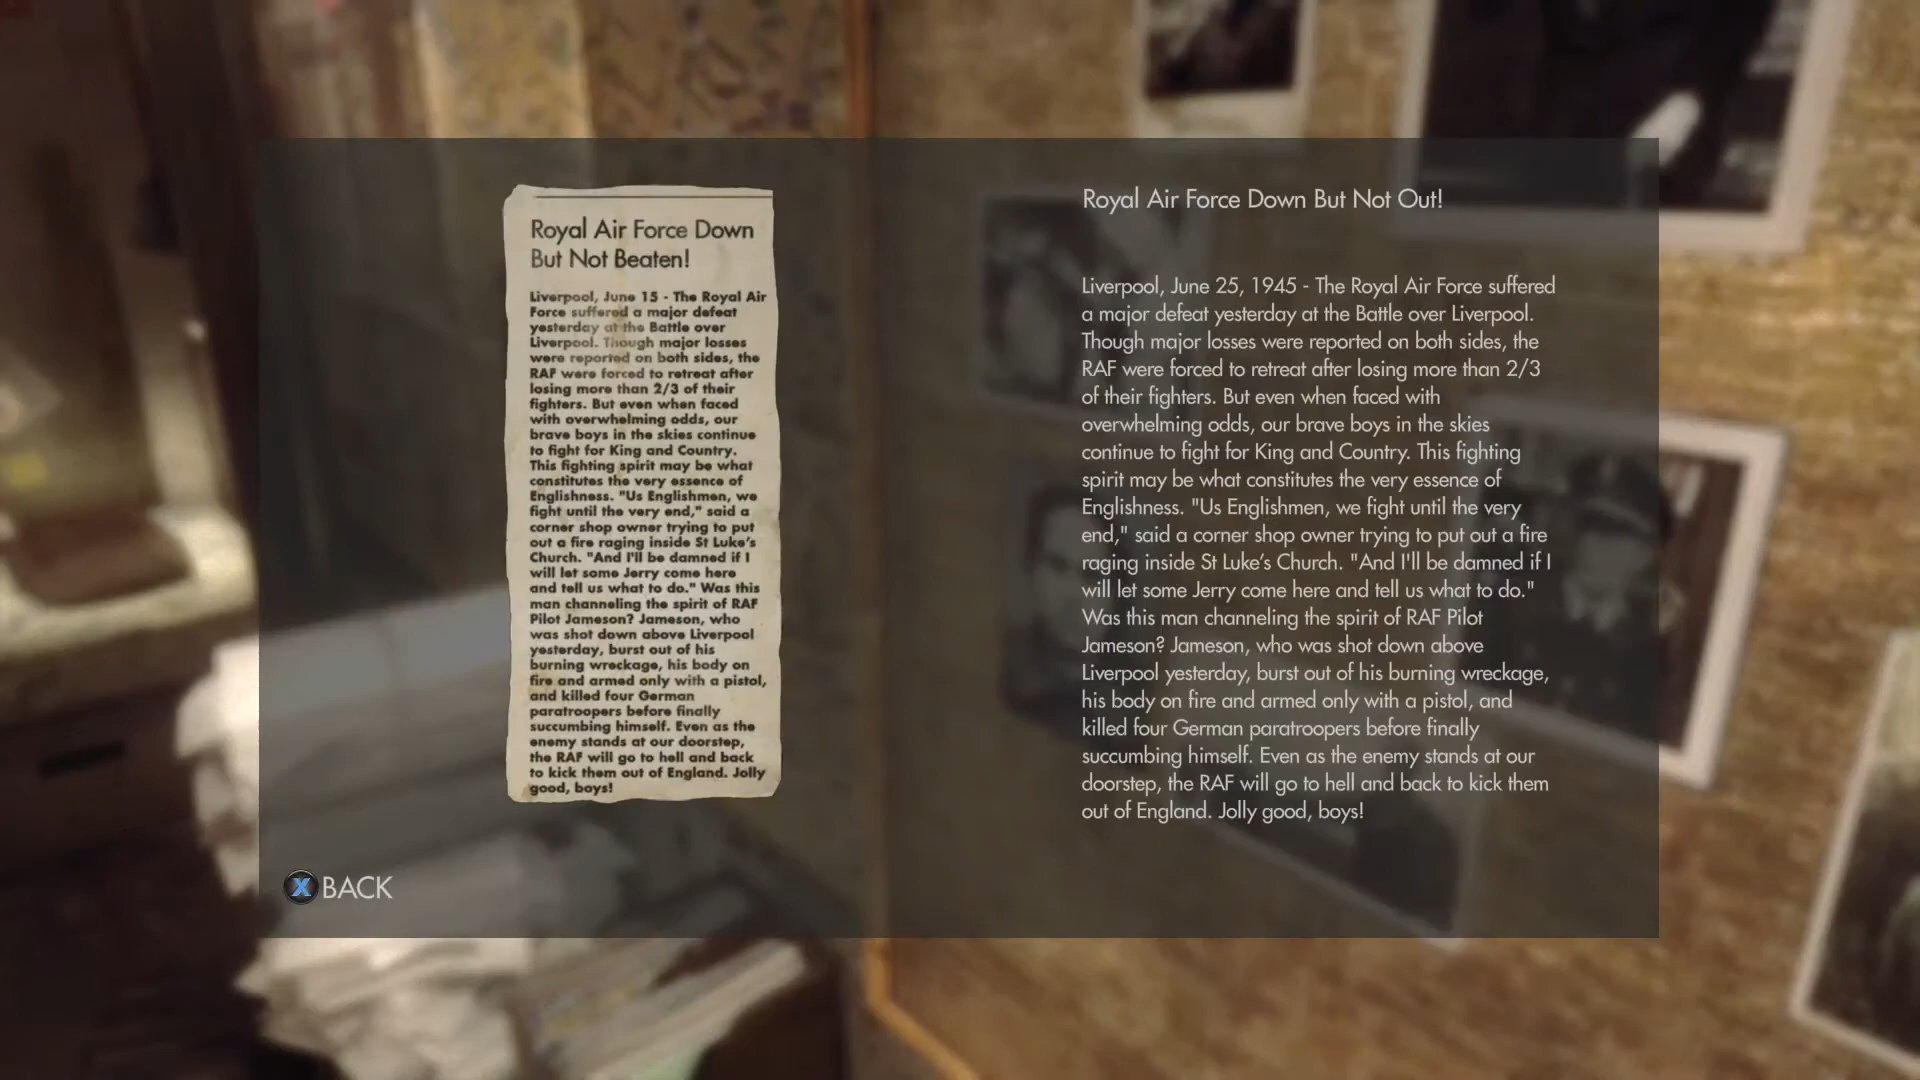 Royal Air Force Down
But Not Beaten!
Liverpool, June 15 - The Royal Air
Force suffered a major defeat
yesterday at the Battle over
Liverpool. Though major losses
were reported on both sides, the
RAF were forced to retreat after
losing more than 2/3 of their
fighters. But even when faced
with overwhelming odds, our
brave boys in the skies continue
to fight for King and Country.
This fighting spirit may be what
constitutes the very essence of
Englishness. "Us Englishmen, we
fight until the very end," said a
corner shop owner trying to put
out a fire raging inside St Luke's
Church. "And I'll be damned if I
will let some Jerry come here
and tell us what to do." Was this
man channeling the spirit of RAF
Pilot Jameson? Jameson, who
was shot down above Liverpool
yesterday, burst out of his
burning wreckage, his body on
fire and armed only with a pistol,
and killed four German
paratroopers before finally
succumbing himself. Even as the
enemy stands at our doorstep,
the RAF will go to hell and back
to kick them out of England. Jolly
good, boys!
Royal Air Force Down But Not Out!
Liverpool, June 25, 1945 - The Royal Air Force suffered
a major defeat yesterday at the Battle over Liverpool.
Though major losses were reported on both sides, the
RAF were forced to retreat after losing more than 2/3
of their fighters. But even when faced with
overwhelming odds, our brave boys in the skies
continue to fight for King and Country. This fighting
spirit may be what constitutes the very essence of
Englishness. "Us Englishmen, we fight until the very
end," said a corner shop owner trying to put out a fire
raging inside St Luke's Church. "And I'll be damned if I
will let some Jerry come here and tell us what to do."
Was this man channeling the spirit of RAF Pilot
Jameson? Jameson, who was shot down above
Liverpool yesterday, burst out of his burning wreckage,
his body on fire and armed only with a pistol, and
killed four German paratroopers before finally
succumbing himself. Even as the enemy stands at our
doorstep, the RAF will go to hell and back to kick them
out of England. Jolly good, boys!
X BACK